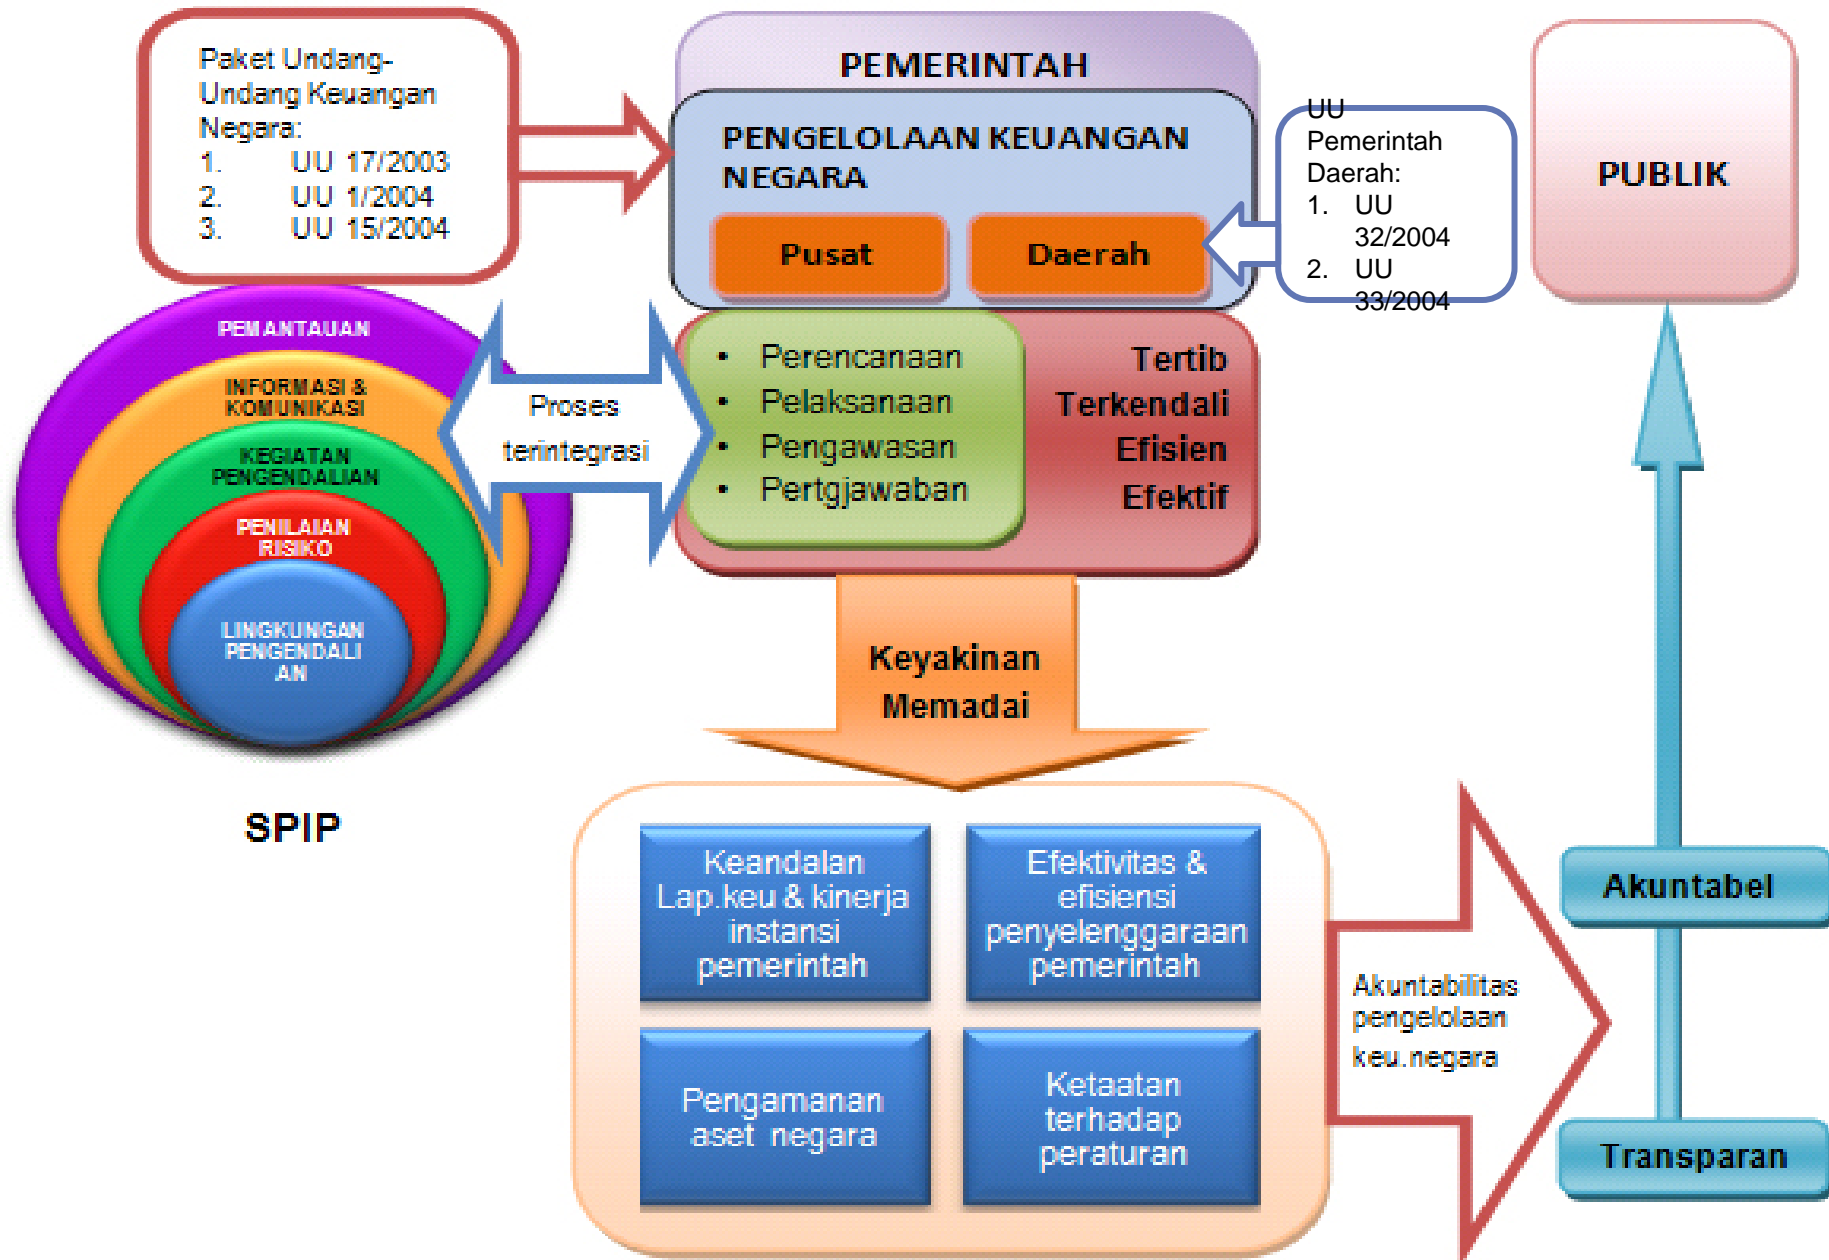 Paket Undang-
Undang Keuangan
Negara:
1. UU 17/2003
2. UU 1/2004
3. UU 15/2004
PEMERINTAH
PENGELOLAAN KEUANGAN
NEGARA
Pusat
Daerah
UU
Pemerintah
Daerah:
1. UU
32/2004
2. UU
33/2004
PUBLIK
PEMANTAUAN
INFORMASI &
KOMUNIKASI
KEGIATAN
PENGENDALIAN
PENILAIAN
RISIKO
LINGKUNGAN
PENGENDALI
AN
SPIP
Proses
terintegrasi
• Perencanaan
• Pelaksanaan
• Pengawasan
• Pertgjawaban
Tertib
Terkendali
Efisien
Efektif
Keyakinan
Memadai
Keandalan
Lap.keu & kinerja
instansi
pemerintah
Efektivitas &
efisiensi
penyelenggaraan
pemerintah
Pengamanan
aset negara
Ketaatan
terhadap
peraturan
Akuntabilitas
pengelolaan
keu.negara
Akuntabel
Transparan